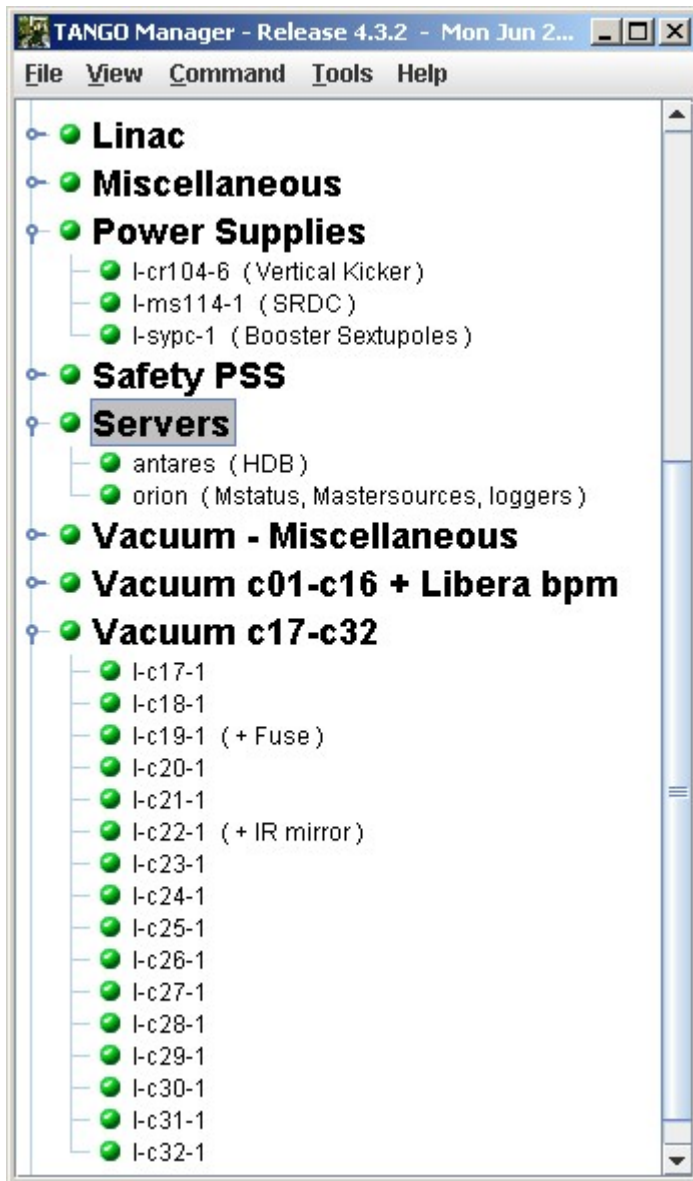 TANGO Manager - Release 4.3.2 - Mon Jun 2...
File View Command Tools Help
Linac
Miscellaneous
Power Supplies
l-cr104-6 ( Vertical Kicker )
l-ms114-1 ( SRDC )
l-sypc-1 ( Booster Sextupoles )
Safety PSS
Servers
antares ( HDB )
orion ( Mstatus, Mastersources, loggers )
Vacuum - Miscellaneous
Vacuum c01-c16 + Libera bpm
Vacuum c17-c32
l-c17-1
l-c18-1
l-c19-1 ( + Fuse )
l-c20-1
l-c21-1
l-c22-1 ( + IR mirror )
l-c23-1
l-c24-1
l-c25-1
l-c26-1
l-c27-1
l-c28-1
l-c29-1
l-c30-1
l-c31-1
l-c32-1